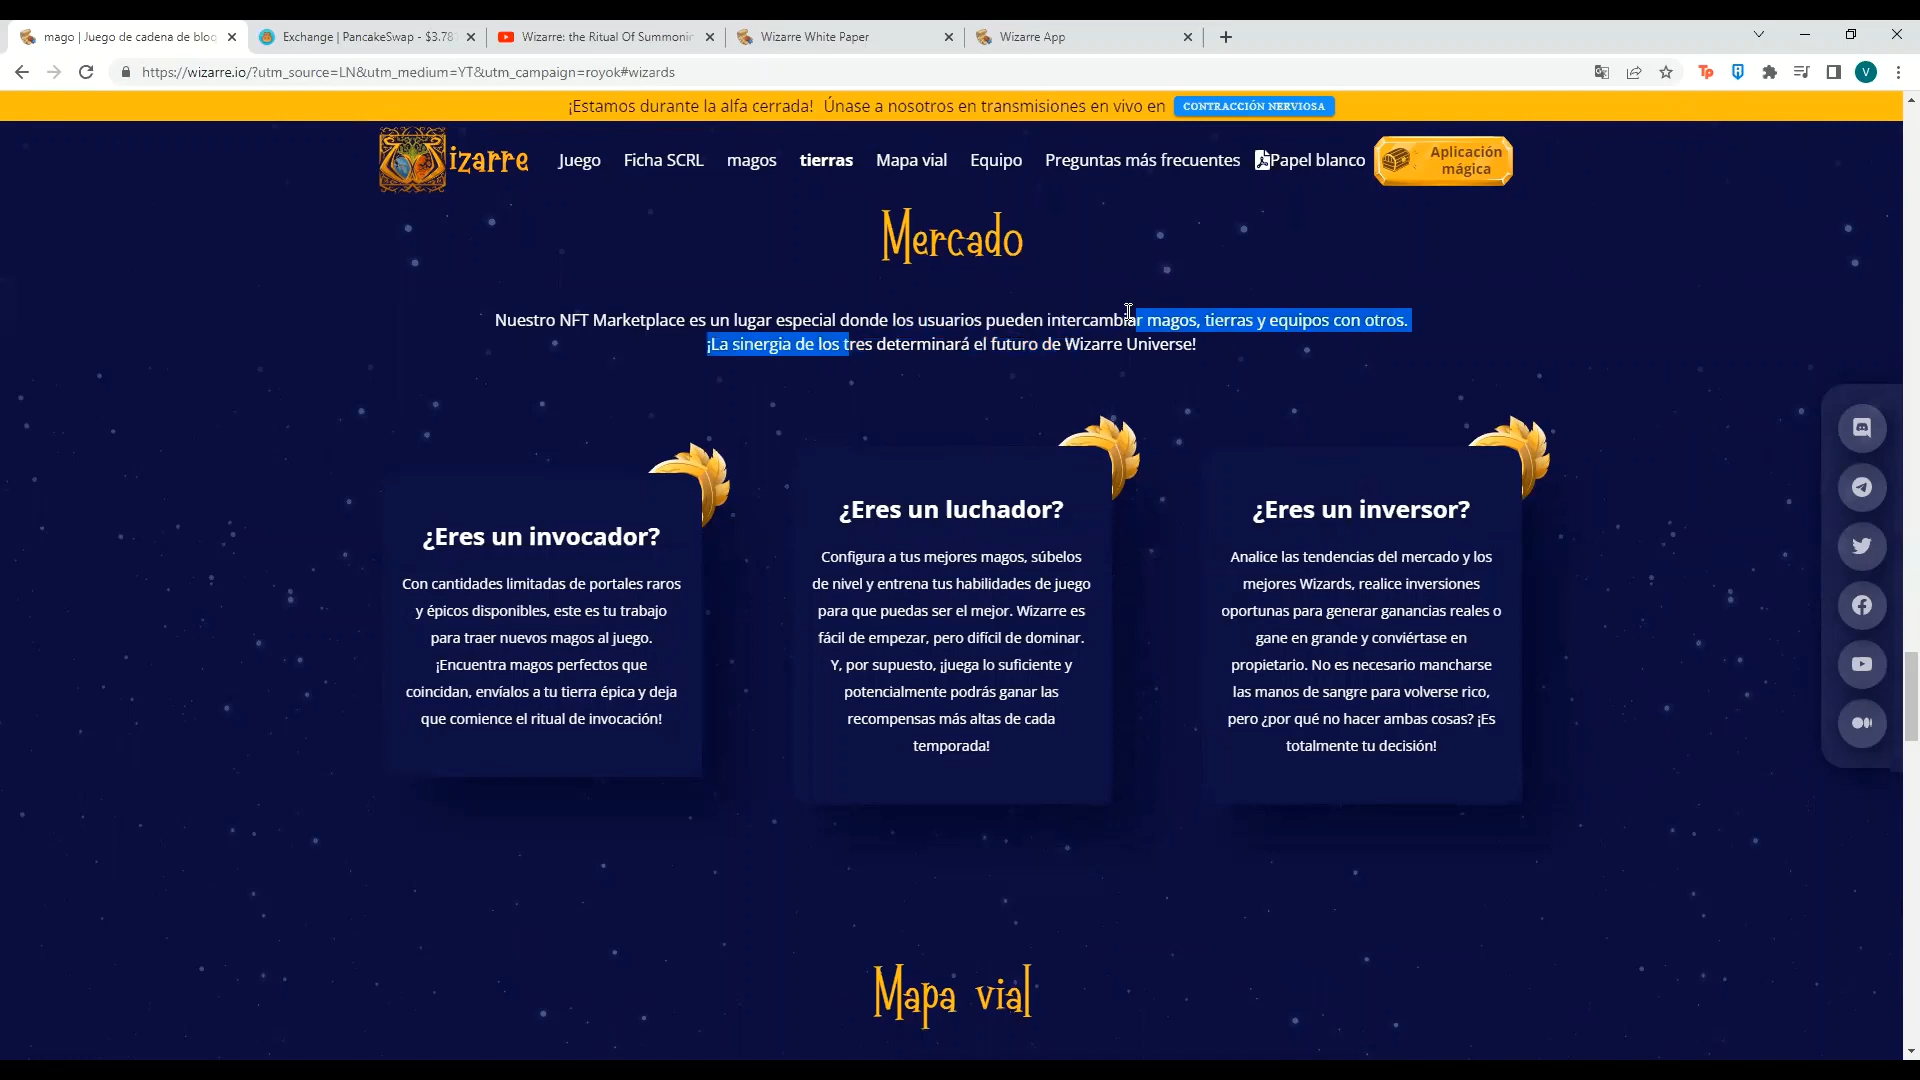 mago | Juego de cadena de bloq
Exchange | PancakeSwap - $3.78
Wizarre: the Ritual Of Summonin
Wizarre White Paper
Wizarre App
https://wizarre.io/?utm_source=LN&utm_medium=YT&utm_campaign=royok#wizards
Tp
V
¡Estamos durante la alfa cerrada! Únase a nosotros en transmisiones en vivo en CONTRACCIÓN NERVIOSA
Wizarre
Juego
Ficha SCRL
magos
tierras
Mapa vial
Equipo
Preguntas más frecuentes
Papel blanco
Aplicación
mágica
Mercado
Nuestro NFT Marketplace es un lugar especial donde los usuarios pueden intercambiar magos, tierras y equipos con otros.
¡La sinergia de los tres determinará el futuro de Wizarre Universe!
¿Eres un invocador?
Con cantidades limitadas de portales raros
y épicos disponibles, este es tu trabajo
para traer nuevos magos al juego.
¡Encuentra magos perfectos que
coincidan, envíalos a tu tierra épica y deja
que comience el ritual de invocación!
¿Eres un luchador?
Configura a tus mejores magos, súbelos
de nivel y entrena tus habilidades de juego
para que puedas ser el mejor. Wizarre es
fácil de empezar, pero difícil de dominar.
Y, por supuesto, ¡juega lo suficiente y
potencialmente podrás ganar las
recompensas más altas de cada
temporada!
¿Eres un inversor?
Analice las tendencias del mercado y los
mejores Wizards, realice inversiones
oportunas para generar ganancias reales o
gane en grande y conviértase en
propietario. No es necesario mancharse
las manos de sangre para volverse rico,
pero ¿por qué no hacer ambas cosas? ¡Es
totalmente tu decisión!
Mapa vial